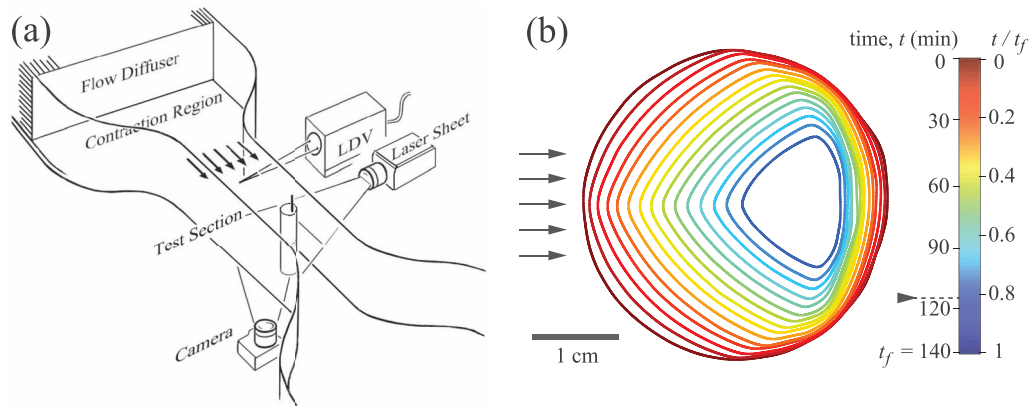 (a)
Flow Diffuser
Contraction Region
LDV
Laser Sheet
Test Section
Camera
(b)
time, t (min)
t / t_f
0
0
30
0.2
60
0.4
90
0.6
120
0.8
t_f = 140
1
1 cm